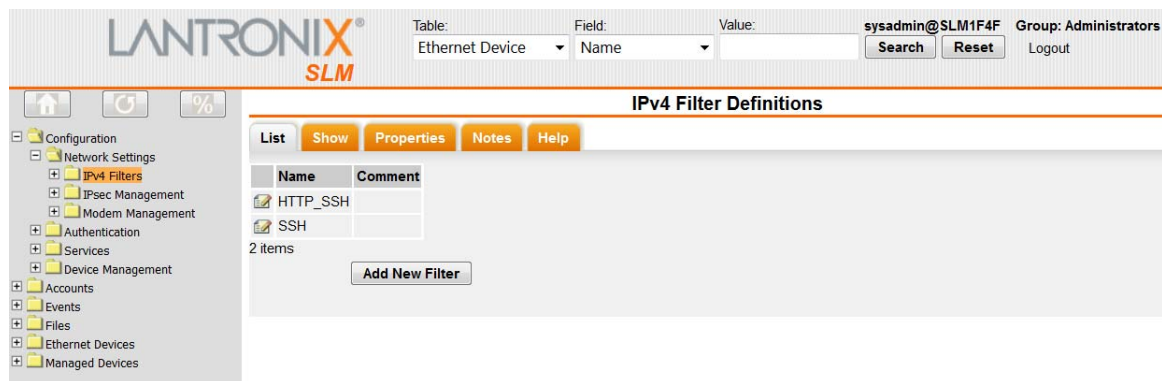 LANTRONIX®
SLM
Table: Field: Value: sysadmin@SLM1F4F Group: Administrators
Ethernet Device Name Search Reset Logout
IPv4 Filter Definitions
List Show Properties Notes Help
Configuration
Network Settings
IPv4 Filters
IPsec Management
Modem Management
Authentication
Services
Device Management
Accounts
Events
Files
Ethernet Devices
Managed Devices
Name Comment
HTTP_SSH
SSH
2 items
Add New Filter